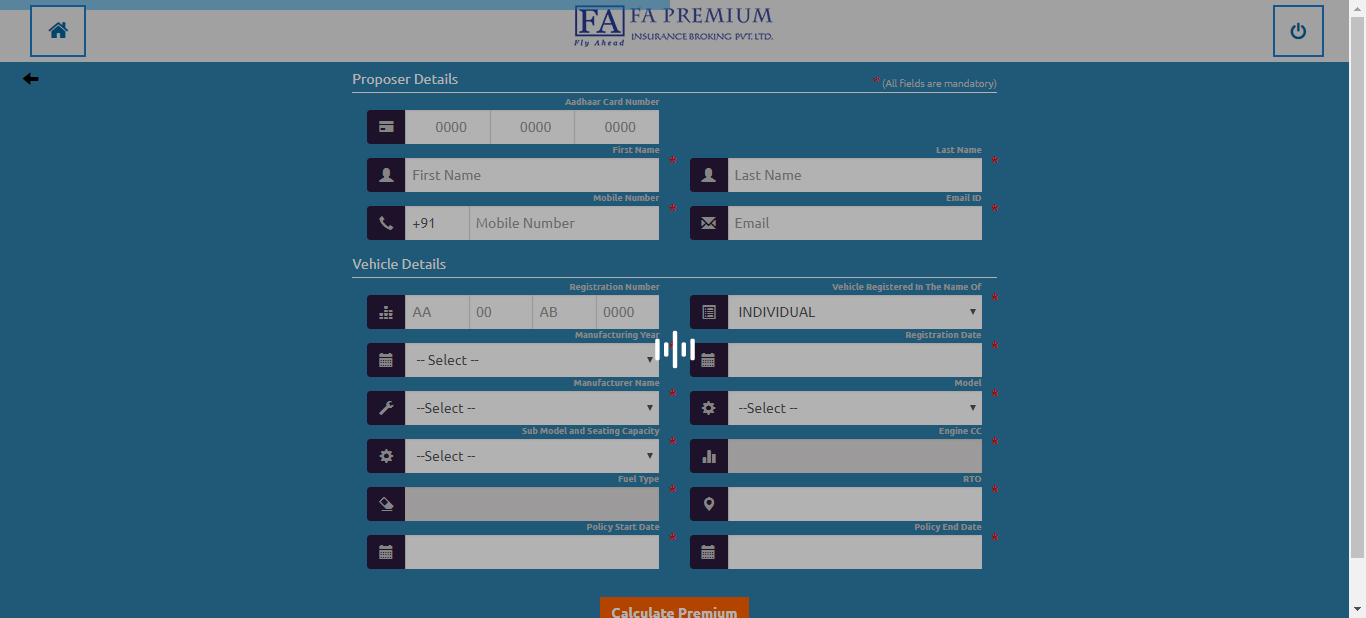 FA FA PREMIUM
Fly Ahead INSURANCE BROKING PVT. LTD.
Proposer Details * (All fields are mandatory)
Aadhaar Card Number
0000 0000 0000
First Name Last Name
First Name * Last Name *
Mobile Number Email ID
+91 Mobile Number * Email *
Vehicle Details
Registration Number Vehicle Registered In The Name Of
AA 00 AB 0000 INDIVIDUAL *
Manufacturing Year Registration Date
-- Select -- *
Manufacturer Name Model
--Select -- * --Select -- *
Sub Model and Seating Capacity Engine CC
--Select -- * *
Fuel Type RTO
* *
Policy Start Date Policy End Date
* *
Calculate Premium